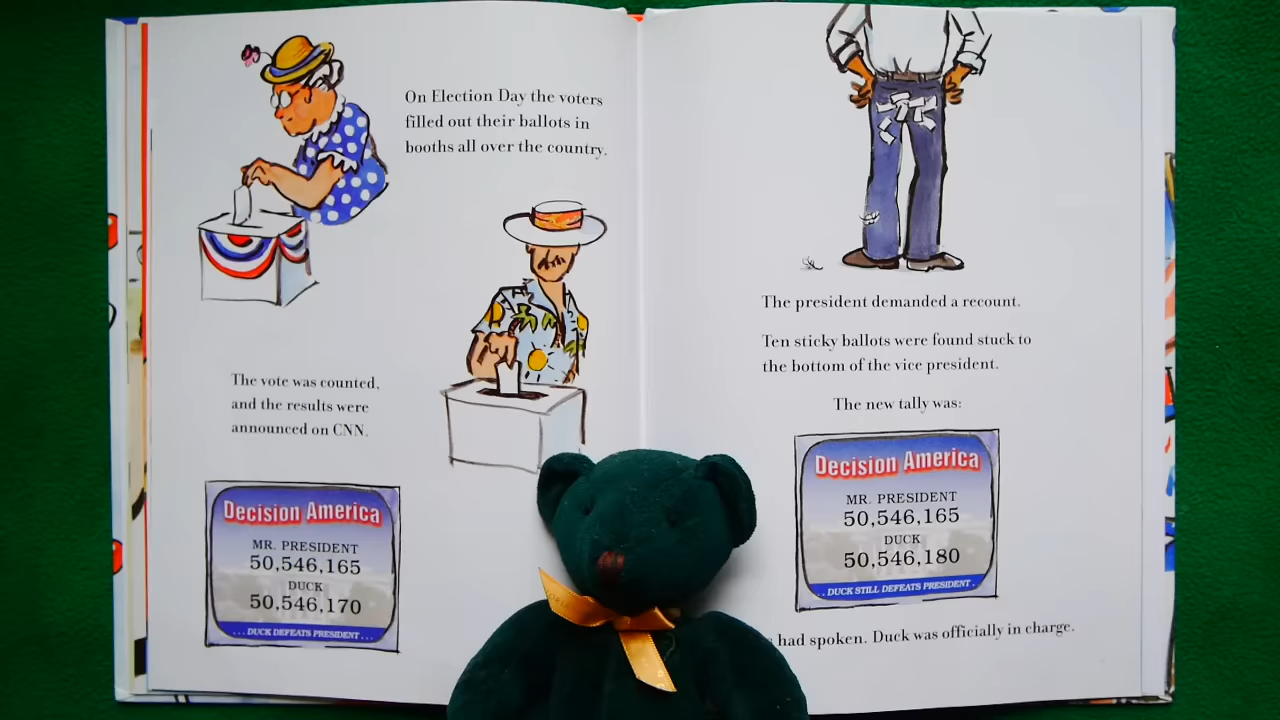 On Election Day the voters
filled out their ballots in
booths all over the country.
The vote was counted,
and the results were
announced on CNN.
Decision America
MR. PRESIDENT
50,546,165
DUCK
50,546,170
...DUCK DEFEATS PRESIDENT...
The president demanded a recount.
Ten sticky ballots were found stuck to
the bottom of the vice president.
The new tally was:
Decision America
MR. PRESIDENT
50,546,165
DUCK
50,546,180
..DUCK STILL DEFEATS PRESIDENT.
had spoken. Duck was officially in charge.